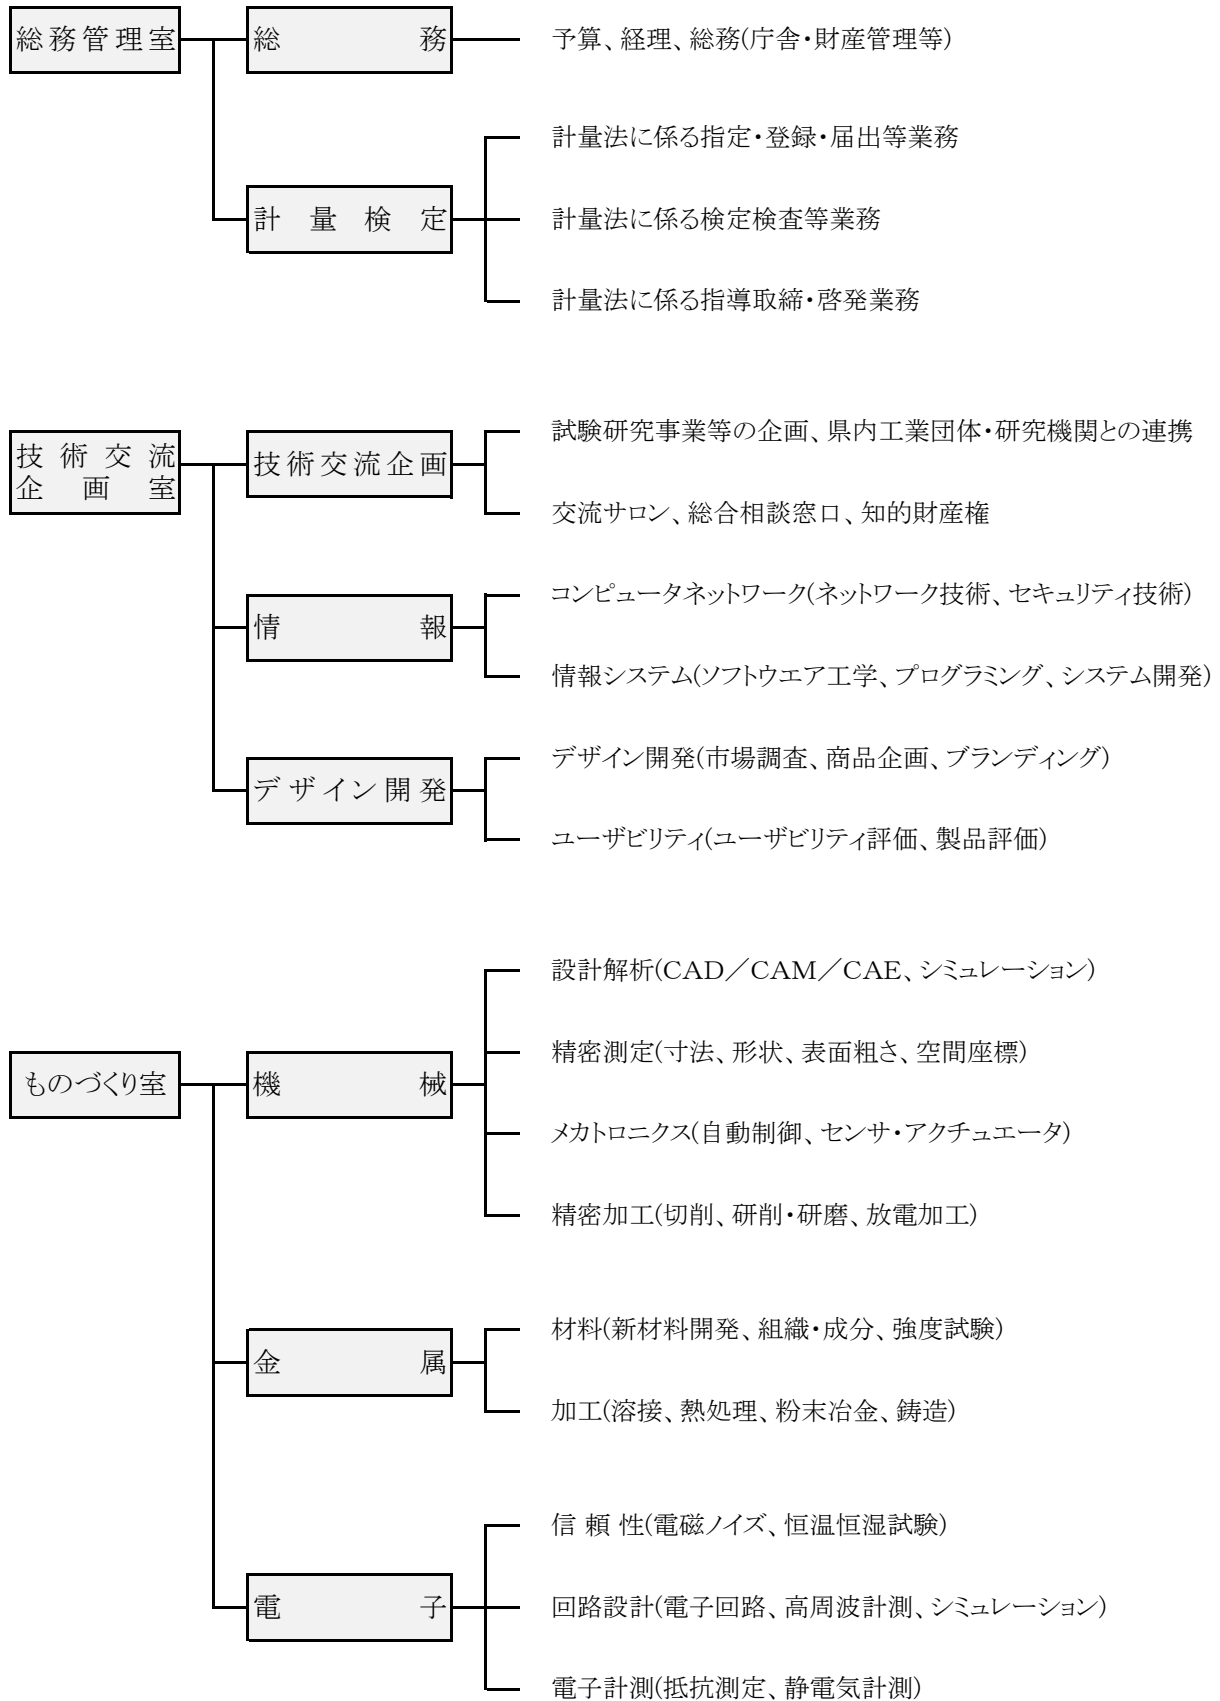 総務管理室
総務
予算、経理、総務(庁舎・財産管理等)
計量法に係る指定・登録・届出等業務
計量検定
計量法に係る検定検査等業務
計量法に係る指導取締・啓発業務
技術交流
企画室
技術交流企画
試験研究事業等の企画、県内工業団体・研究機関との連携
交流サロン、総合相談窓口、知的財産権
情報
コンピュータネットワーク(ネットワーク技術、セキュリティ技術)
情報システム(ソフトウエア工学、プログラミング、システム開発)
デザイン開発
デザイン開発(市場調査、商品企画、ブランディング)
ユーザビリティ(ユーザビリティ評価、製品評価)
ものづくり室
機械
設計解析(CAD／CAM／CAE、シミュレーション)
精密測定(寸法、形状、表面粗さ、空間座標)
メカトロニクス(自動制御、センサ・アクチュエータ)
精密加工(切削、研削・研磨、放電加工)
金属
材料(新材料開発、組織・成分、強度試験)
加工(溶接、熱処理、粉末冶金、鋳造)
電子
信 頼 性(電磁ノイズ、恒温恒湿試験)
回路設計(電子回路、高周波計測、シミュレーション)
電子計測(抵抗測定、静電気計測)